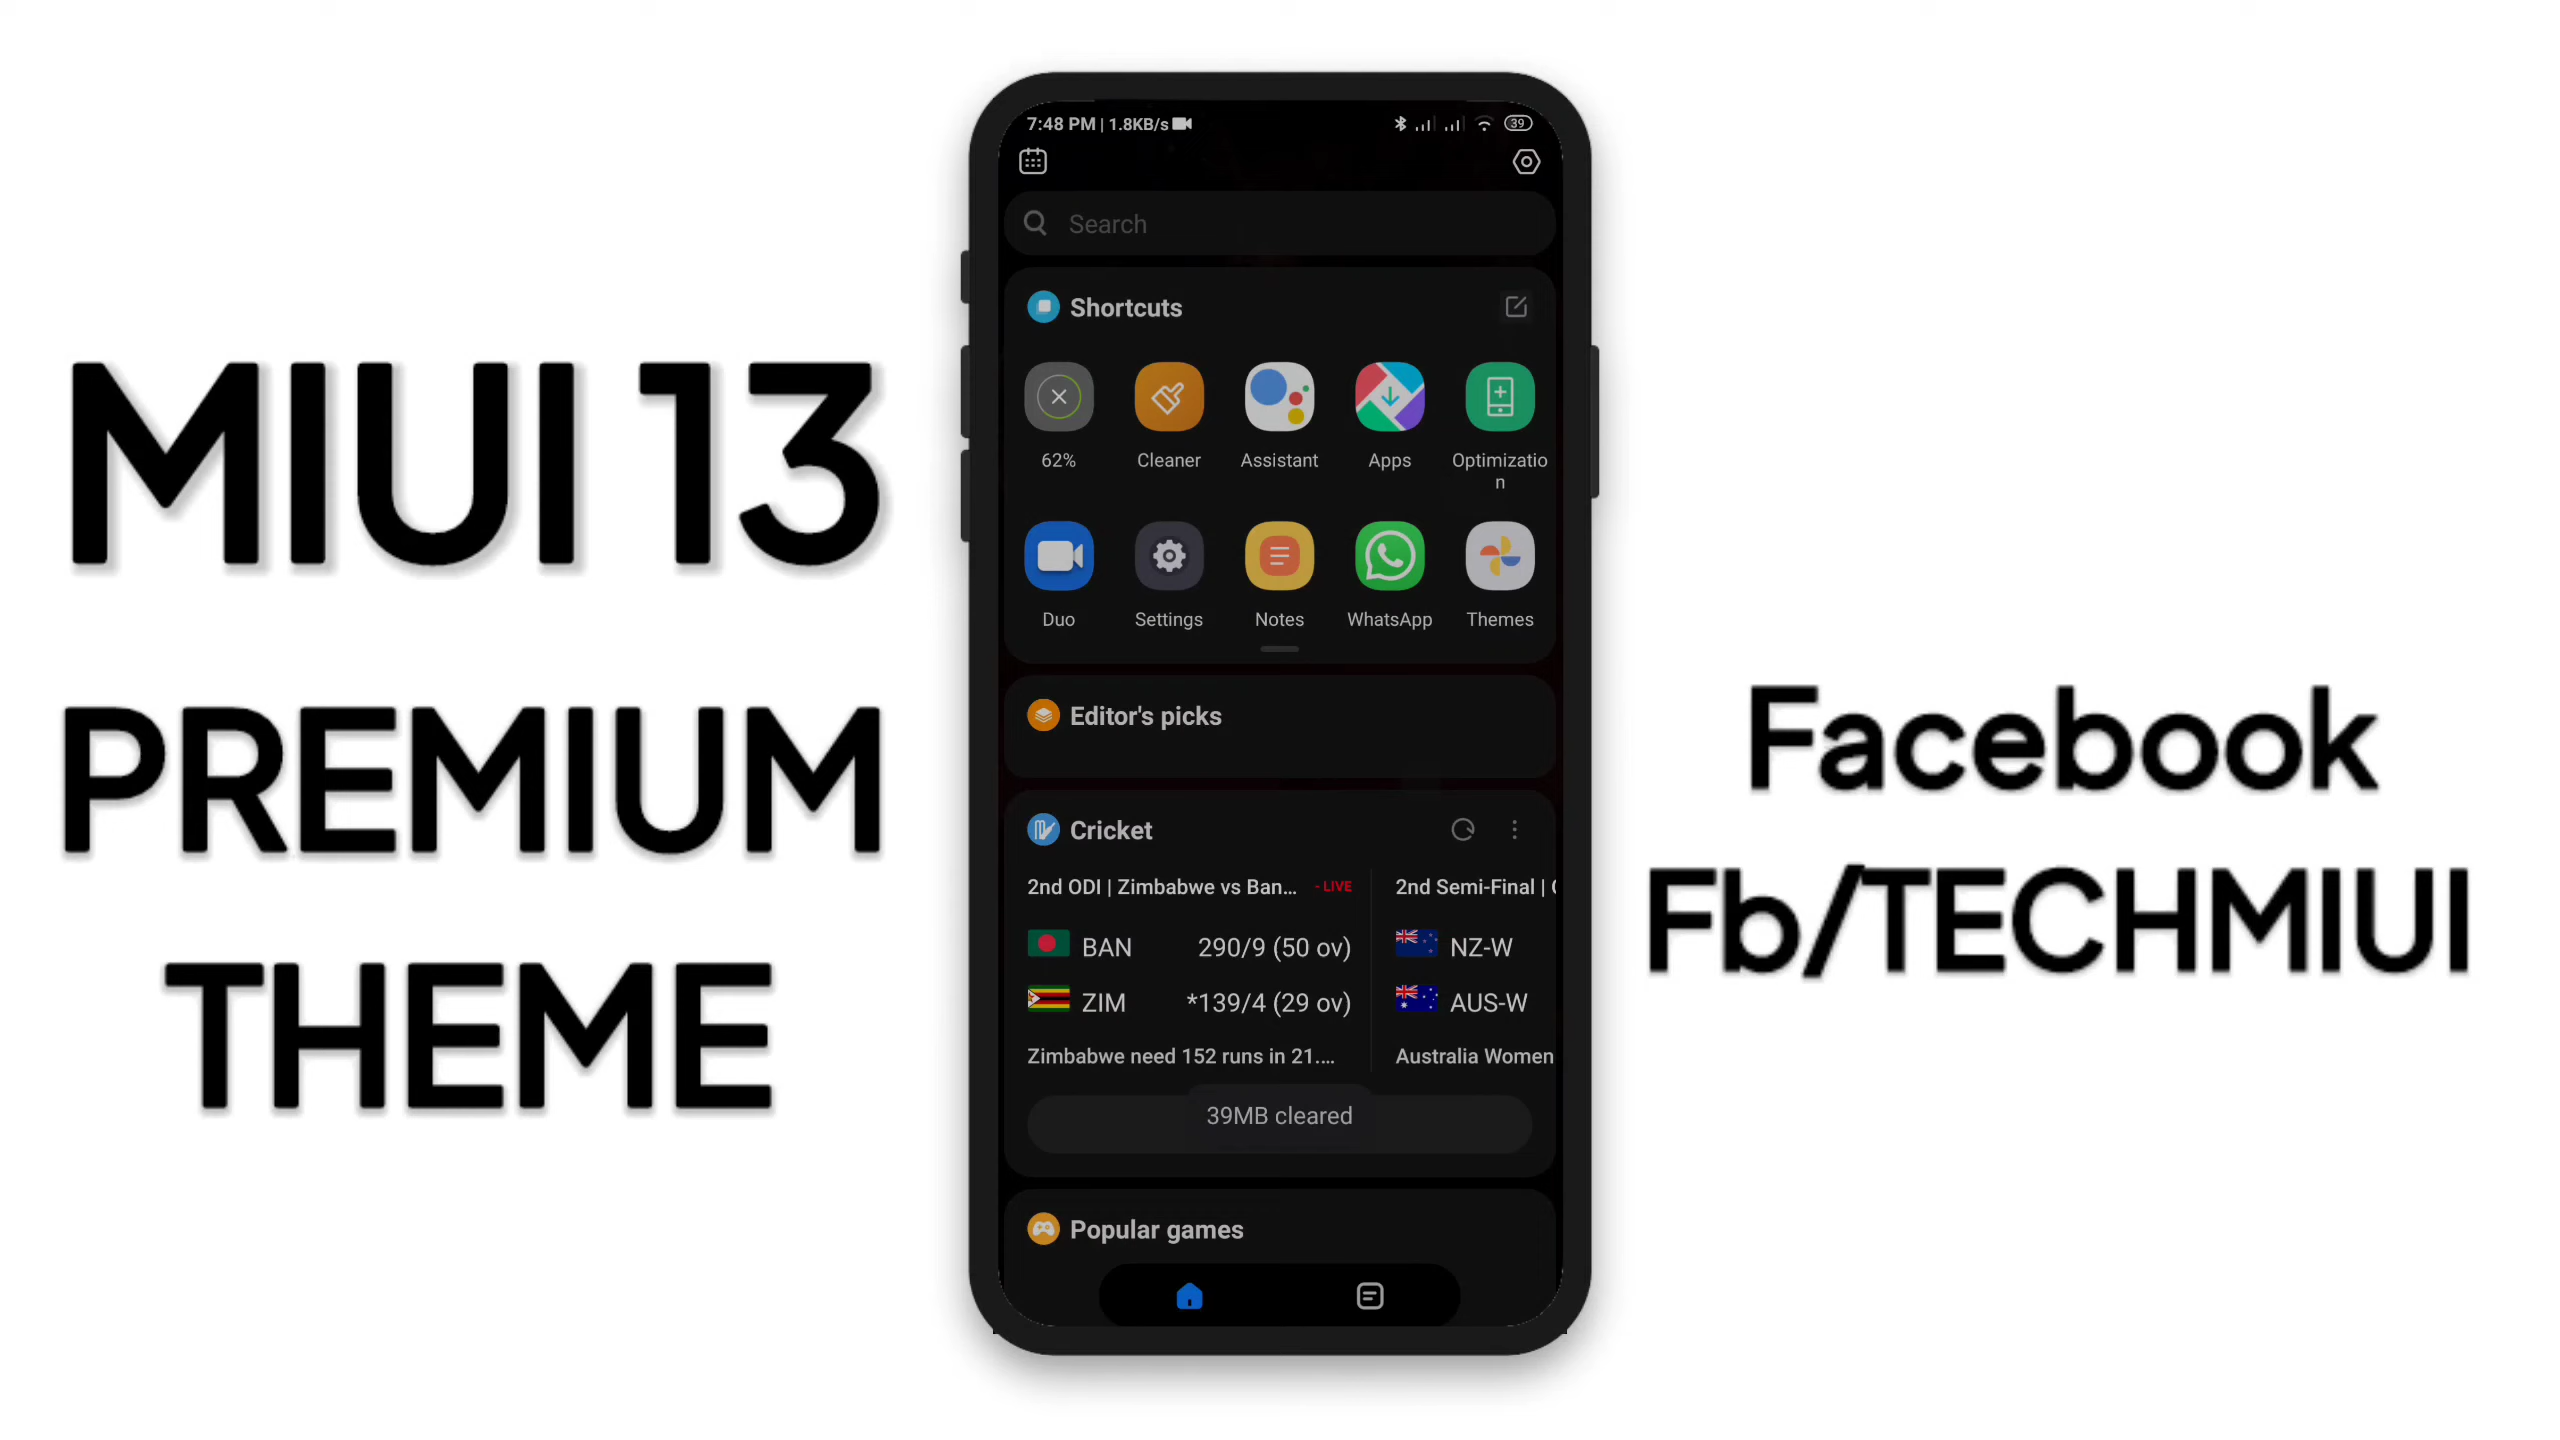 MIUI 13
PREMIUM
THEME
7:48 PM | 1.8KB/s
39
Search
Shortcuts
62%
Cleaner
Assistant
Apps
Optimizatio
n
Duo
Settings
Notes
WhatsApp
Themes
Editor's picks
Cricket
2nd ODI | Zimbabwe vs Ban... - LIVE
BAN 290/9 (50 ov)
ZIM *139/4 (29 ov)
Zimbabwe need 152 runs in 21....
2nd Semi-Final |
NZ-W
AUS-W
Australia Women
39MB cleared
Popular games
Facebook
Fb/TECHMIUI